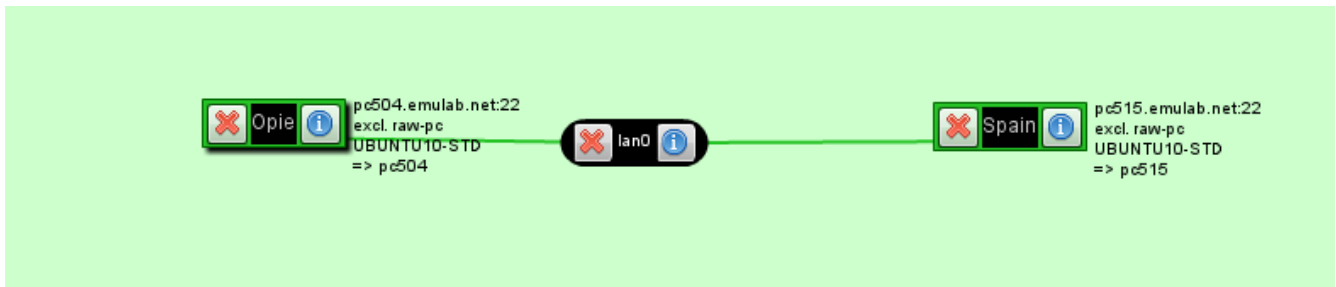 Opie
pc504.emulab.net:22
excl. raw-pc
UBUNTU10-STD
=> pc504
lan0
Spain
pc515.emulab.net:22
excl. raw-pc
UBUNTU10-STD
=> pc515